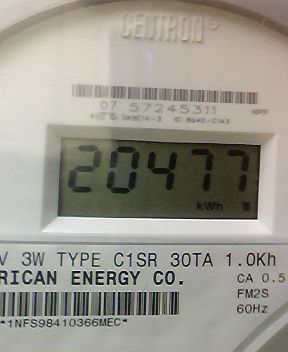 CENTRON®
07 57245311 HPP
20477
kWh
V 3W TYPE C1SR 30TA 1.0Kh
RICAN ENERGY CO. CA 0.5
FM2S
60Hz
*1NFS98410366MEC*